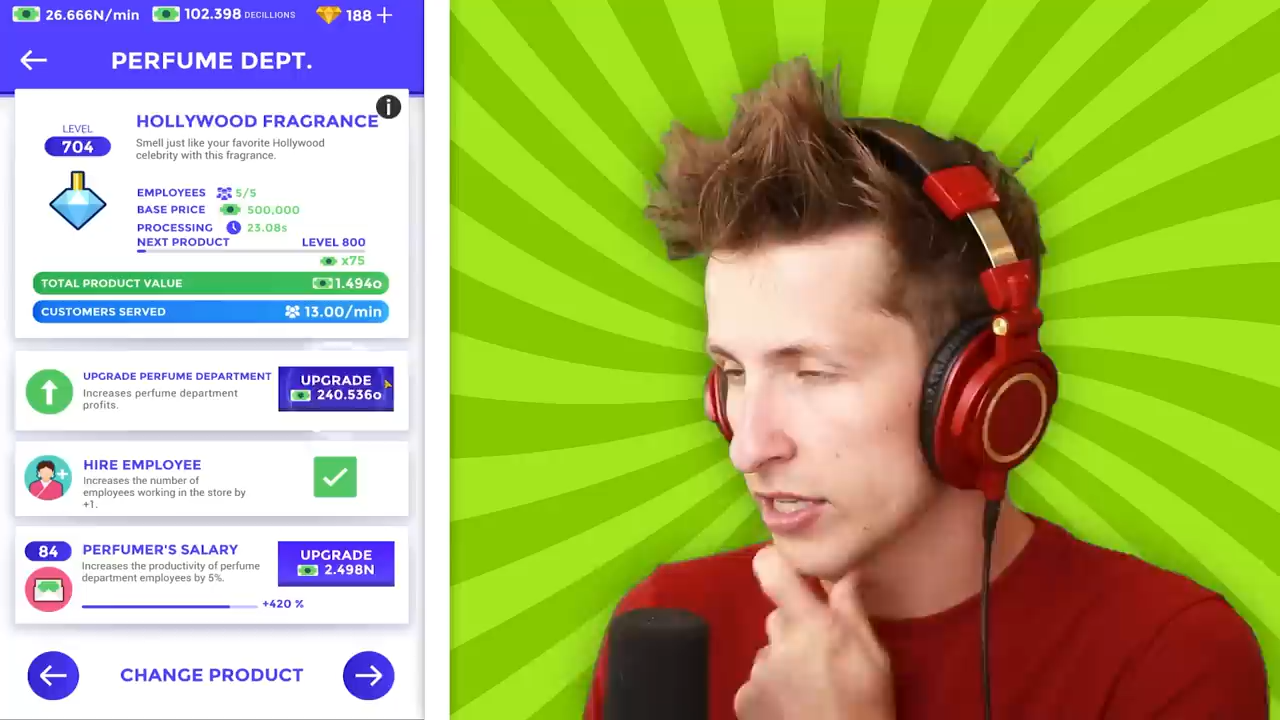 26.666N/min 102.398 DECILLIONS 188 +
PERFUME DEPT.
HOLLYWOOD FRAGRANCE i
LEVEL
704
Smell just like your favorite Hollywood
celebrity with this fragrance.
EMPLOYEES 5/5
BASE PRICE 500,000
PROCESSING 23.08s
NEXT PRODUCT LEVEL 800
x75
TOTAL PRODUCT VALUE 1.494o
CUSTOMERS SERVED 13.00/min
UPGRADE PERFUME DEPARTMENT
Increases perfume department
profits.
UPGRADE
240.536o
HIRE EMPLOYEE
Increases the number of
employees working in the store by
+1.
84
PERFUMER'S SALARY
Increases the productivity of perfume
department employees by 5%.
+420 %
UPGRADE
2.498N
CHANGE PRODUCT